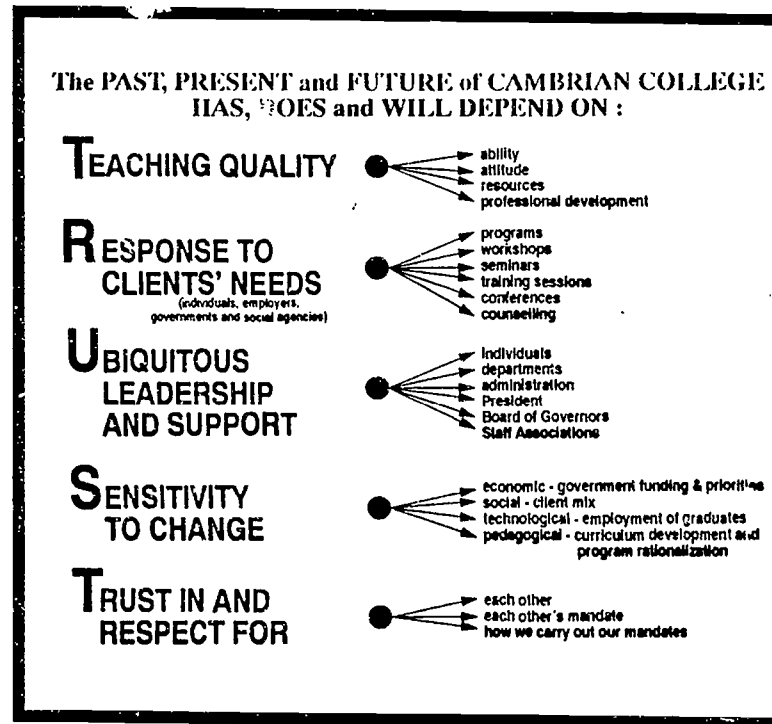 The PAST, PRESENT and FUTURE of CAMBRIAN COLLEGE
HAS, DOES and WILL DEPEND ON :
TEACHING QUALITY
ability
attitude
resources
professional development
RESPONSE TO
CLIENTS' NEEDS
(individuals, employers,
governments and social agencies)
programs
workshops
seminars
training sessions
conferences
counselling
UBIQUITOUS
LEADERSHIP
AND SUPPORT
individuals
departments
administration
President
Board of Governors
Staff Associations
SENSITIVITY
TO CHANGE
economic - government funding & priorities
social - client mix
technological - employment of graduates
pedagogical - curriculum development and
program rationalization
TRUST IN AND
RESPECT FOR
each other
each other's mandate
how we carry out our mandates